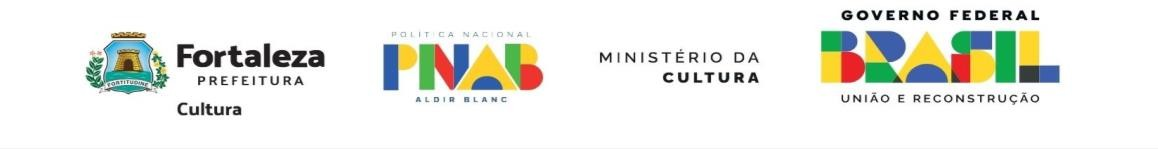 FORTITUDINE
Fortaleza
PREFEITURA
Cultura
POLÍTICA NACIONAL
PNAB
ALDIR BLANC
MINISTÉRIO DA
CULTURA
GOVERNO FEDERAL
BRASIL
UNIÃO E RECONSTRUÇÃO